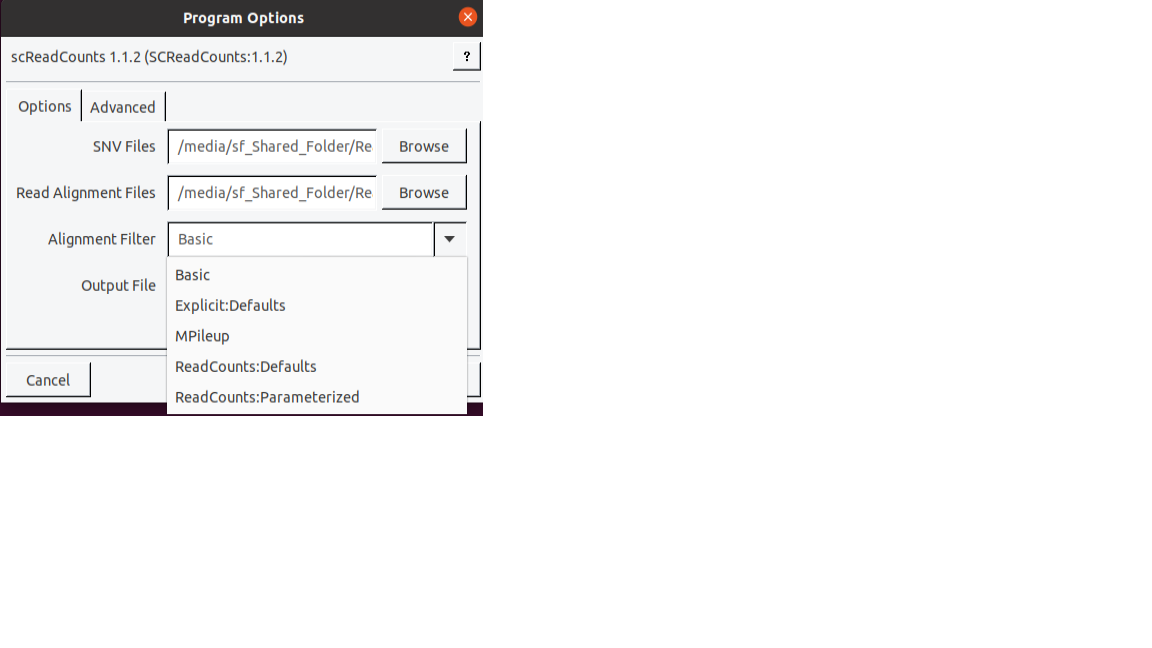 Program Options
scReadCounts 1.1.2 (SCReadCounts:1.1.2)
?
Options
Advanced
SNV Files
/media/sf_Shared_Folder/Re
Browse
Read Alignment Files
/media/sf_Shared_Folder/Re
Browse
Alignment Filter
Basic
Basic
Output File
Explicit:Defaults
MPileup
ReadCounts:Defaults
ReadCounts:Parameterized
Cancel